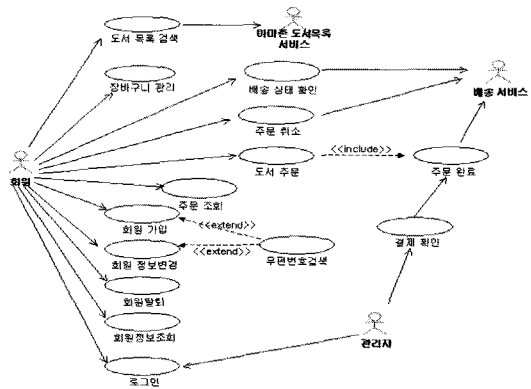 도서 목록 검색
아마존 도서목록
서비스
장바구니 관리
배송 상태 확인
배송 서비스
주문 취소
회원
도서 주문
<<include>>
주문 완료
주문 조회
회원 가입
<<extend>>
결제 확인
회원 정보변경
<<extend>>
우편번호검색
회원탈퇴
회원정보조회
관리자
로그인